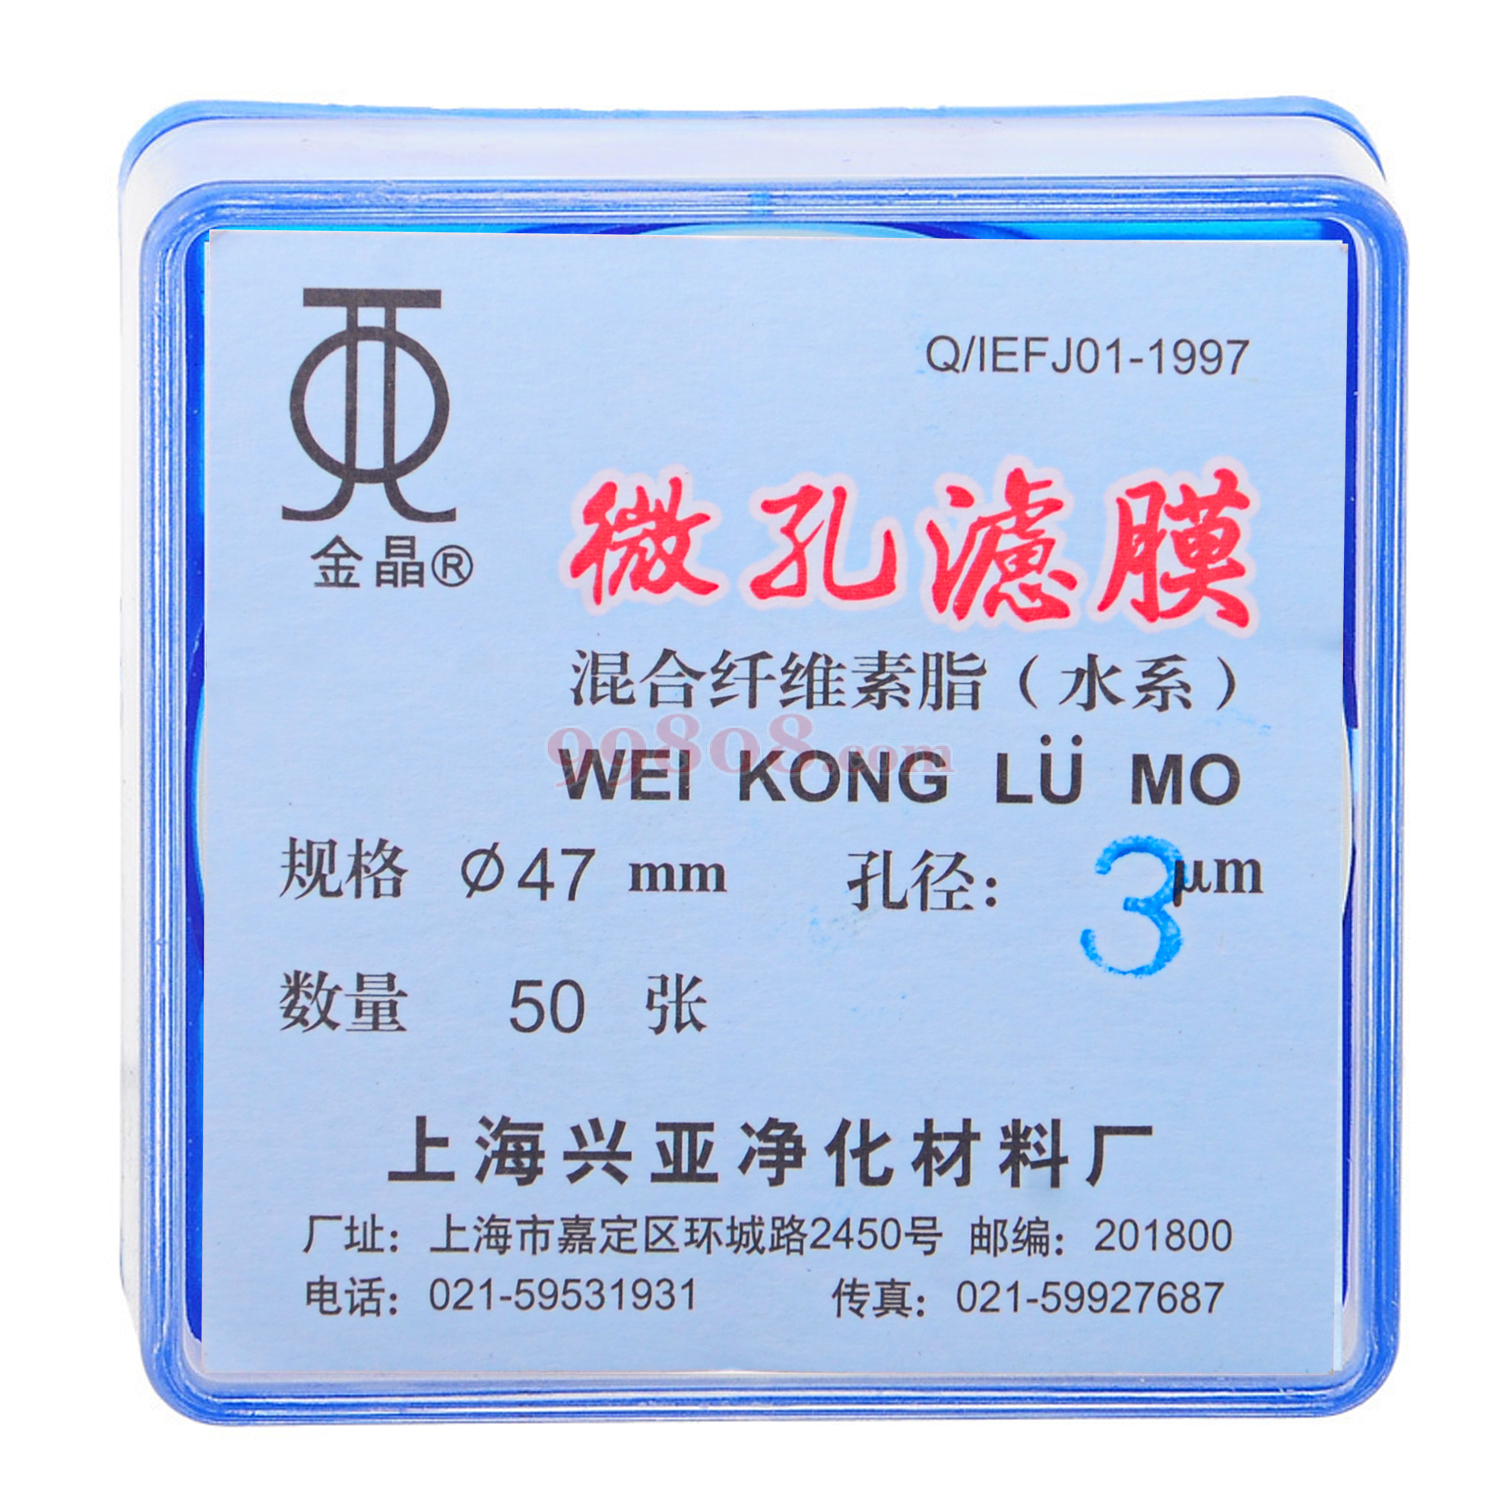 Q/IEFJ01-1997
金晶®
微孔滤膜
混合纤维素脂（水系）
99808.com
WEI KONG LÜ MO
规格 Ø47 mm 孔径： 3μm
数量 50 张
上海兴亚净化材料厂
厂址：上海市嘉定区环城路2450号 邮编：201800
电话：021-59531931 传真：021-59927687